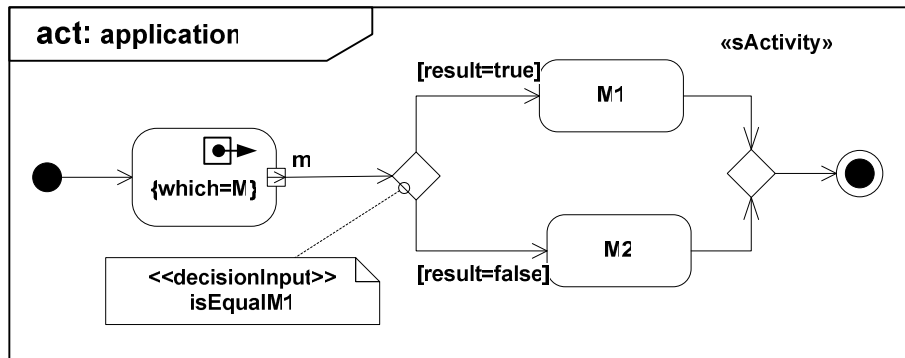 act: application
«sActivity»
[result=true]
M1
m
{which=M}
M2
[result=false]
<<decisionInput>>
isEqualM1